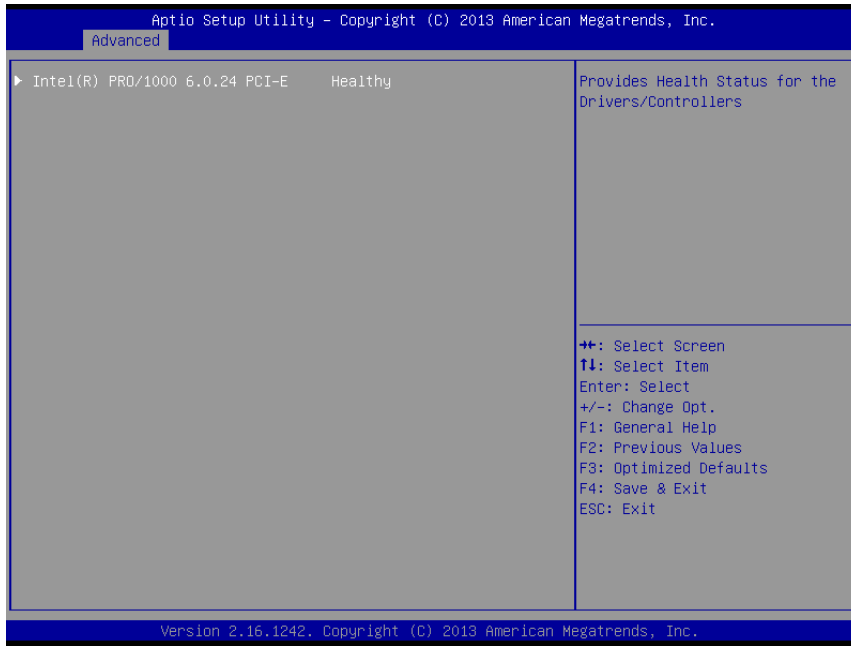 Aptio Setup Utility – Copyright (C) 2013 American Megatrends, Inc.
Advanced
▶ Intel(R) PRO/1000 6.0.24 PCI-E Healthy
Provides Health Status for the
Drivers/Controllers
→←: Select Screen
↑↓: Select Item
Enter: Select
+/-: Change Opt.
F1: General Help
F2: Previous Values
F3: Optimized Defaults
F4: Save & Exit
ESC: Exit
Version 2.16.1242. Copyright (C) 2013 American Megatrends, Inc.